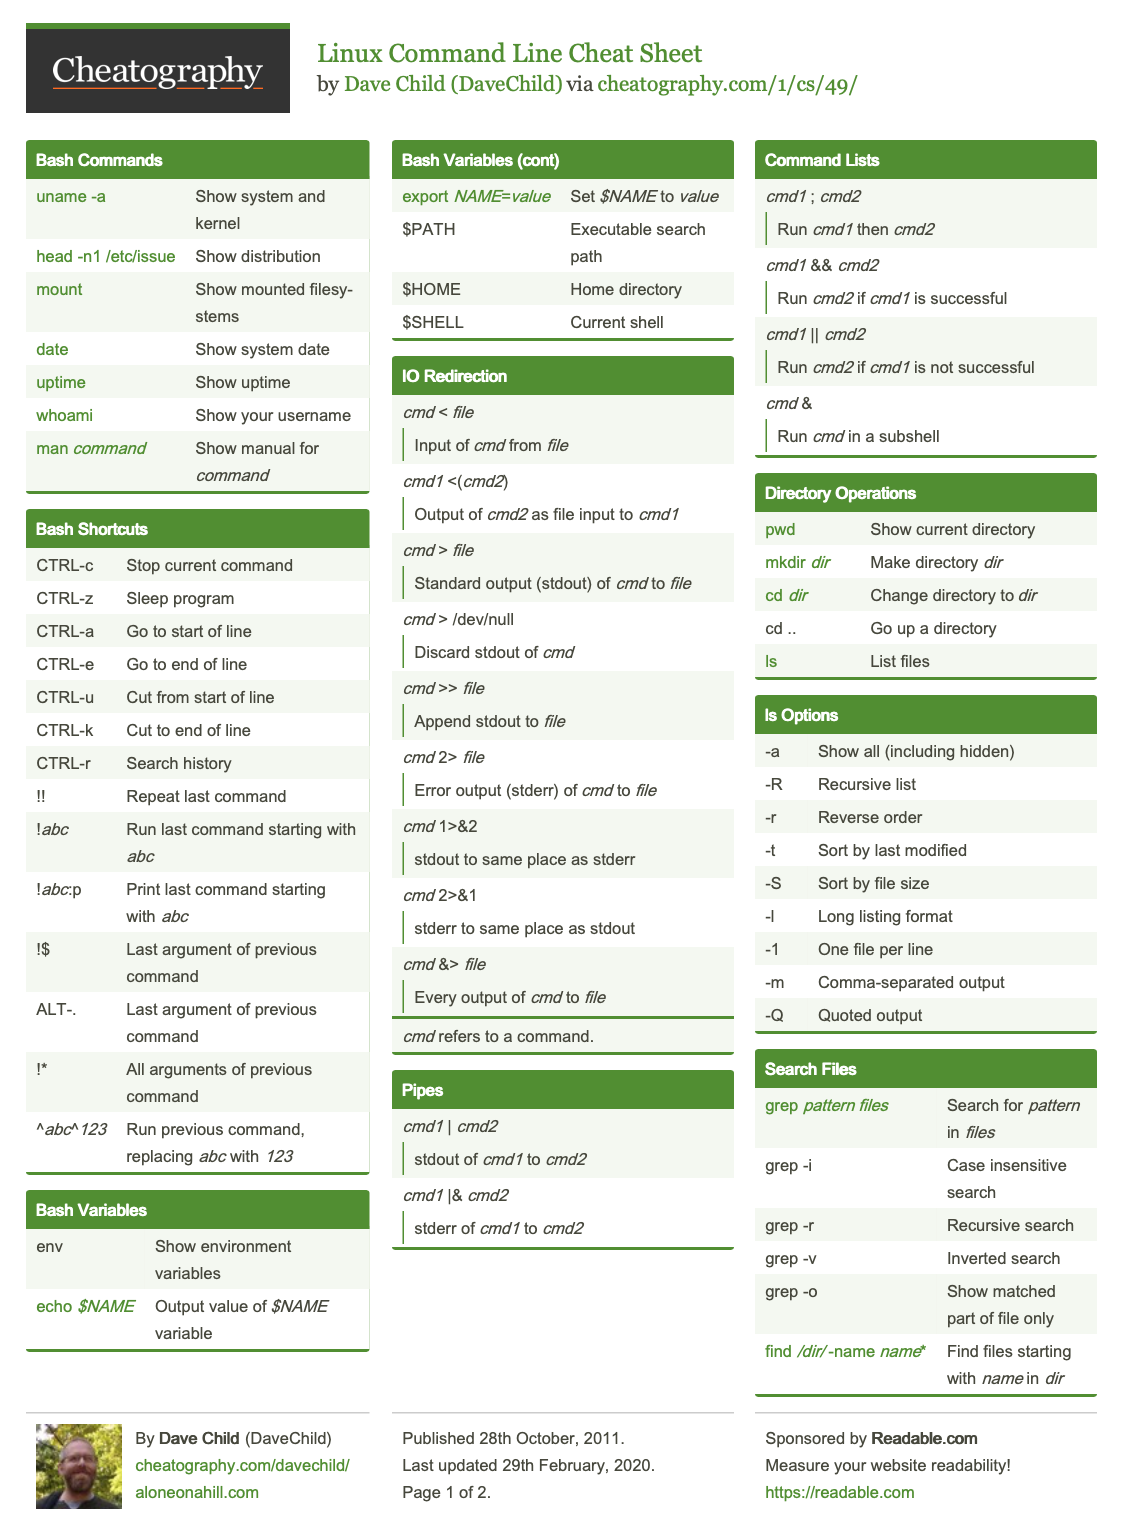 Cheatography
Linux Command Line Cheat Sheet
by Dave Child (DaveChild) via cheatography.com/1/cs/49/
Bash Commands
uname -a Show system and
kernel
head -n1 /etc/issue Show distribution
mount Show mounted filesy-
stems
date Show system date
uptime Show uptime
whoami Show your username
man command Show manual for
command
Bash Shortcuts
CTRL-c Stop current command
CTRL-z Sleep program
CTRL-a Go to start of line
CTRL-e Go to end of line
CTRL-u Cut from start of line
CTRL-k Cut to end of line
CTRL-r Search history
!! Repeat last command
!abc Run last command starting with
abc
!abc:p Print last command starting
with abc
!$ Last argument of previous
command
ALT-. Last argument of previous
command
!* All arguments of previous
command
^abc^123 Run previous command,
replacing abc with 123
Bash Variables
env Show environment
variables
echo $NAME Output value of $NAME
variable
Bash Variables (cont)
export NAME=value Set $NAME to value
$PATH Executable search
path
$HOME Home directory
$SHELL Current shell
IO Redirection
cmd < file
Input of cmd from file
cmd1 <(cmd2)
Output of cmd2 as file input to cmd1
cmd > file
Standard output (stdout) of cmd to file
cmd > /dev/null
Discard stdout of cmd
cmd >> file
Append stdout to file
cmd 2> file
Error output (stderr) of cmd to file
cmd 1>&2
stdout to same place as stderr
cmd 2>&1
stderr to same place as stdout
cmd &> file
Every output of cmd to file
cmd refers to a command.
Pipes
cmd1 | cmd2
stdout of cmd1 to cmd2
cmd1 |& cmd2
stderr of cmd1 to cmd2
Command Lists
cmd1 ; cmd2
Run cmd1 then cmd2
cmd1 && cmd2
Run cmd2 if cmd1 is successful
cmd1 || cmd2
Run cmd2 if cmd1 is not successful
cmd &
Run cmd in a subshell
Directory Operations
pwd Show current directory
mkdir dir Make directory dir
cd dir Change directory to dir
cd .. Go up a directory
ls List files
ls Options
-a Show all (including hidden)
-R Recursive list
-r Reverse order
-t Sort by last modified
-S Sort by file size
-l Long listing format
-1 One file per line
-m Comma-separated output
-Q Quoted output
Search Files
grep pattern files Search for pattern
in files
grep -i Case insensitive
search
grep -r Recursive search
grep -v Inverted search
grep -o Show matched
part of file only
find /dir/ -name name* Find files starting
with name in dir
By Dave Child (DaveChild)
cheatography.com/davechild/
aloneonahill.com
Published 28th October, 2011.
Last updated 29th February, 2020.
Page 1 of 2.
Sponsored by Readable.com
Measure your website readability!
https://readable.com